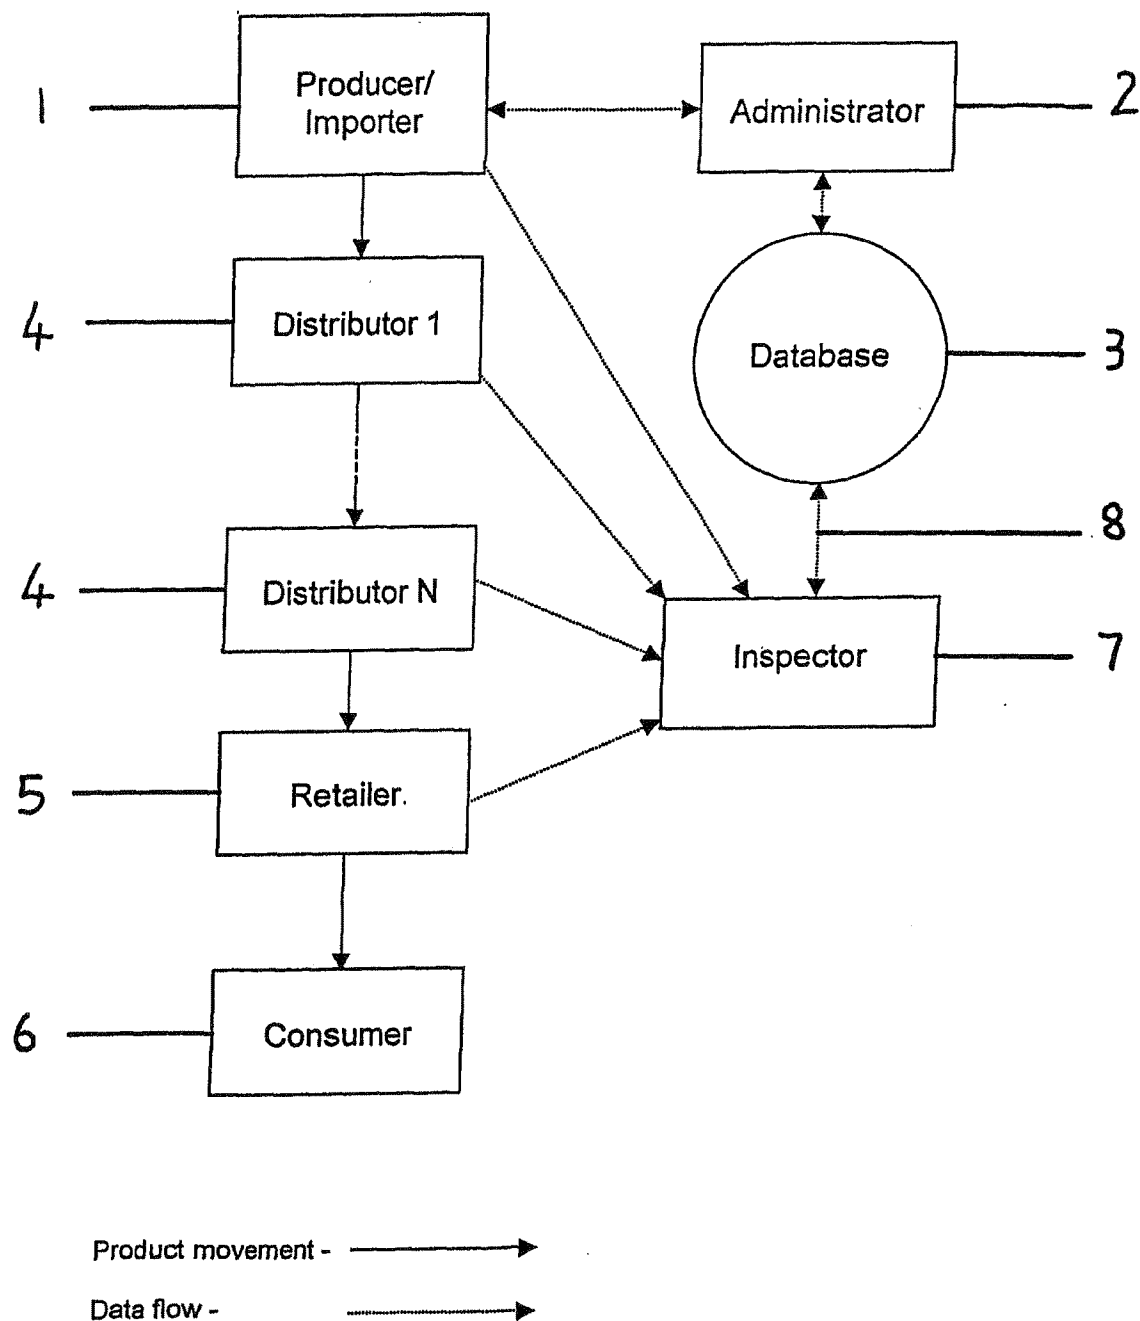 1
Producer/
Importer
Administrator
2
4
Distributor 1
Database
3
8
4
Distributor N
Inspector
7
5
Retailer.
6
Consumer
Product movement -
Data flow -